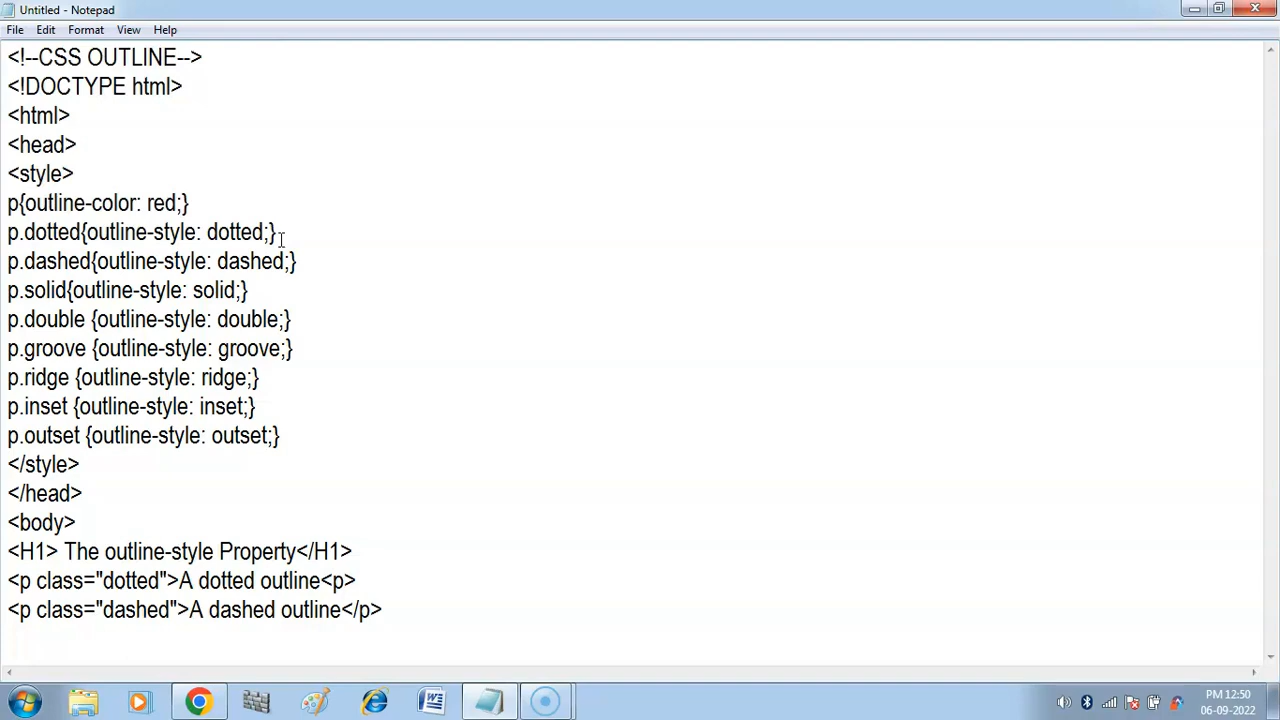 Untitled - Notepad
File Edit Format View Help
<!--CSS OUTLINE-->
<!DOCTYPE html>
<html>
<head>
<style>
p{outline-color: red;}
p.dotted{outline-style: dotted;}
p.dashed{outline-style: dashed;}
p.solid{outline-style: solid;}
p.double {outline-style: double;}
p.groove {outline-style: groove;}
p.ridge {outline-style: ridge;}
p.inset {outline-style: inset;}
p.outset {outline-style: outset;}
</style>
</head>
<body>
<H1> The outline-style Property</H1>
<p class="dotted">A dotted outline<p>
<p class="dashed">A dashed outline</p>
PM 12:50
06-09-2022